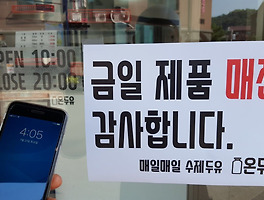 OPEN 10:00
CLOSE 20:00
온두유
4:05
금일 제품 매진
감사합니다.
매일매일 수제두유 온두